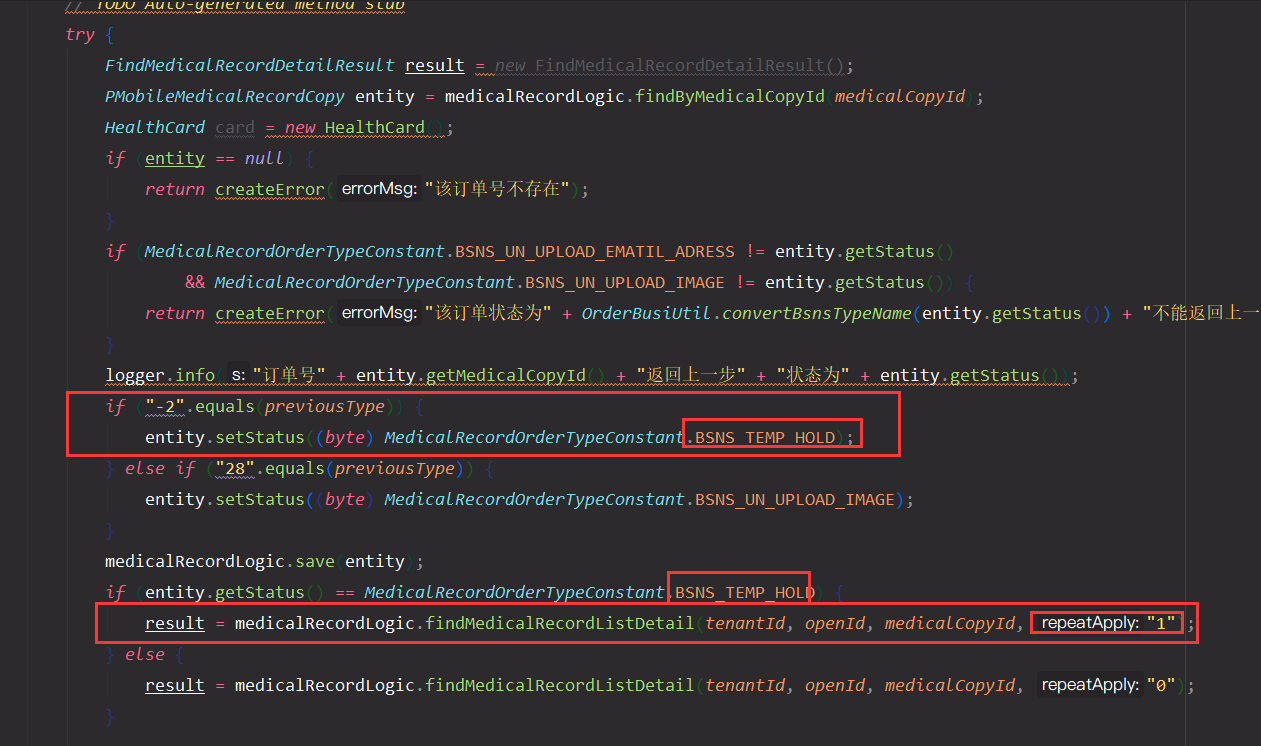 // TODO Auto-generated method stub
try {
FindMedicalRecordDetailResult result = new FindMedicalRecordDetailResult();
PMobileMedicalRecordCopy entity = medicalRecordLogic.findByMedicalCopyId(medicalCopyId);
HealthCard card = new HealthCard();
if (entity == null) {
return createError( errorMsg: "该订单号不存在");
}
if (MedicalRecordOrderTypeConstant.BSNS_UN_UPLOAD_EMATIL_ADRESS != entity.getStatus()
&& MedicalRecordOrderTypeConstant.BSNS_UN_UPLOAD_IMAGE != entity.getStatus()) {
return createError( errorMsg: "该订单状态为" + OrderBusiUtil.convertBsnsTypeName(entity.getStatus()) + "不能返回上一
}
logger.info( s: "订单号" + entity.getMedicalCopyId() + "返回上一步" + "状态为" + entity.getStatus());
if ("-2".equals(previousType)) {
entity.setStatus((byte) MedicalRecordOrderTypeConstant.BSNS_TEMP_HOLD);
} else if ("28".equals(previousType)) {
entity.setStatus((byte) MedicalRecordOrderTypeConstant.BSNS_UN_UPLOAD_IMAGE);
}
medicalRecordLogic.save(entity);
if (entity.getStatus() == MedicalRecordOrderTypeConstant.BSNS_TEMP_HOLD) {
result = medicalRecordLogic.findMedicalRecordListDetail(tenantId, openId, medicalCopyId, repeatApply: "1");
} else {
result = medicalRecordLogic.findMedicalRecordListDetail(tenantId, openId, medicalCopyId, repeatApply: "0");
}